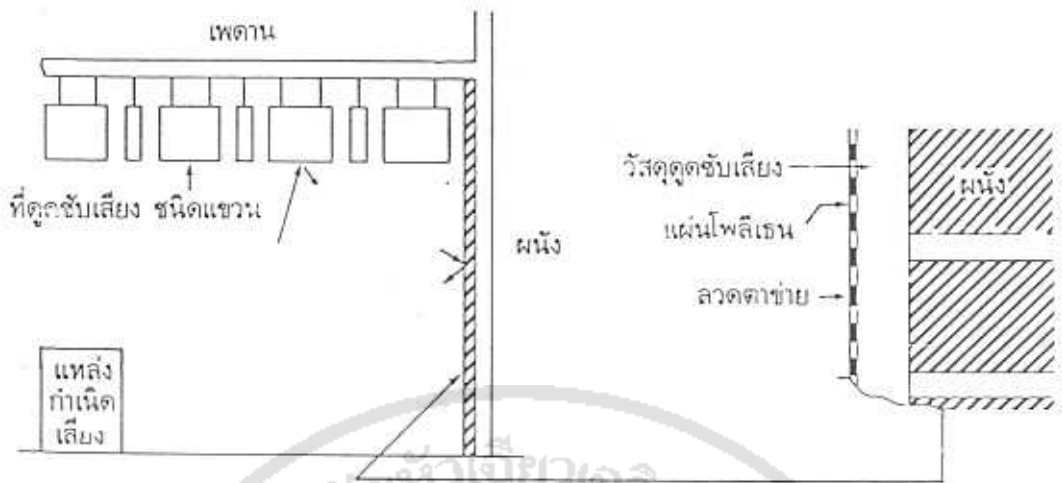 เพดาน
ที่ดูดซับเสียง ชนิดแขวน
ผนัง
แหล่ง
กำเนิด
เสียง
วัสดุดูดซับเสียง
ผนัง
แผ่นโพลีเธน
ลวดตาข่าย